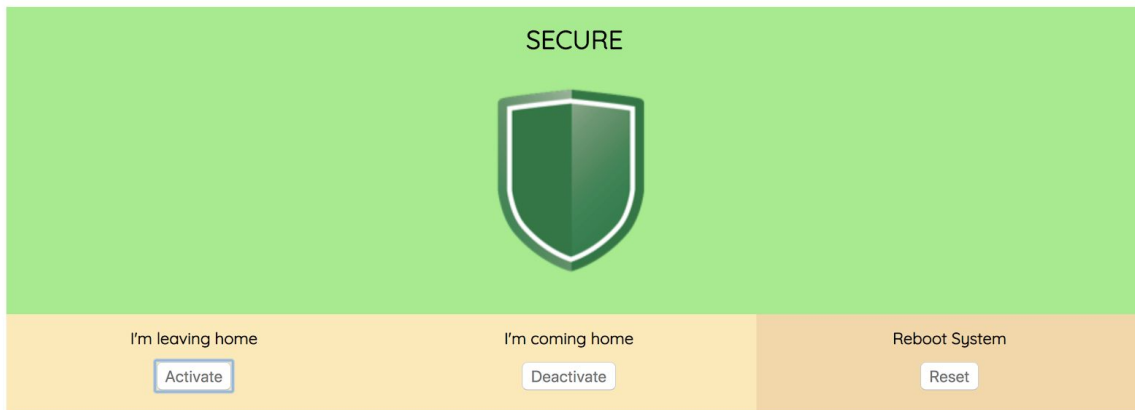 SECURE
I'm leaving home
Activate
I'm coming home
Deactivate
Reboot System
Reset